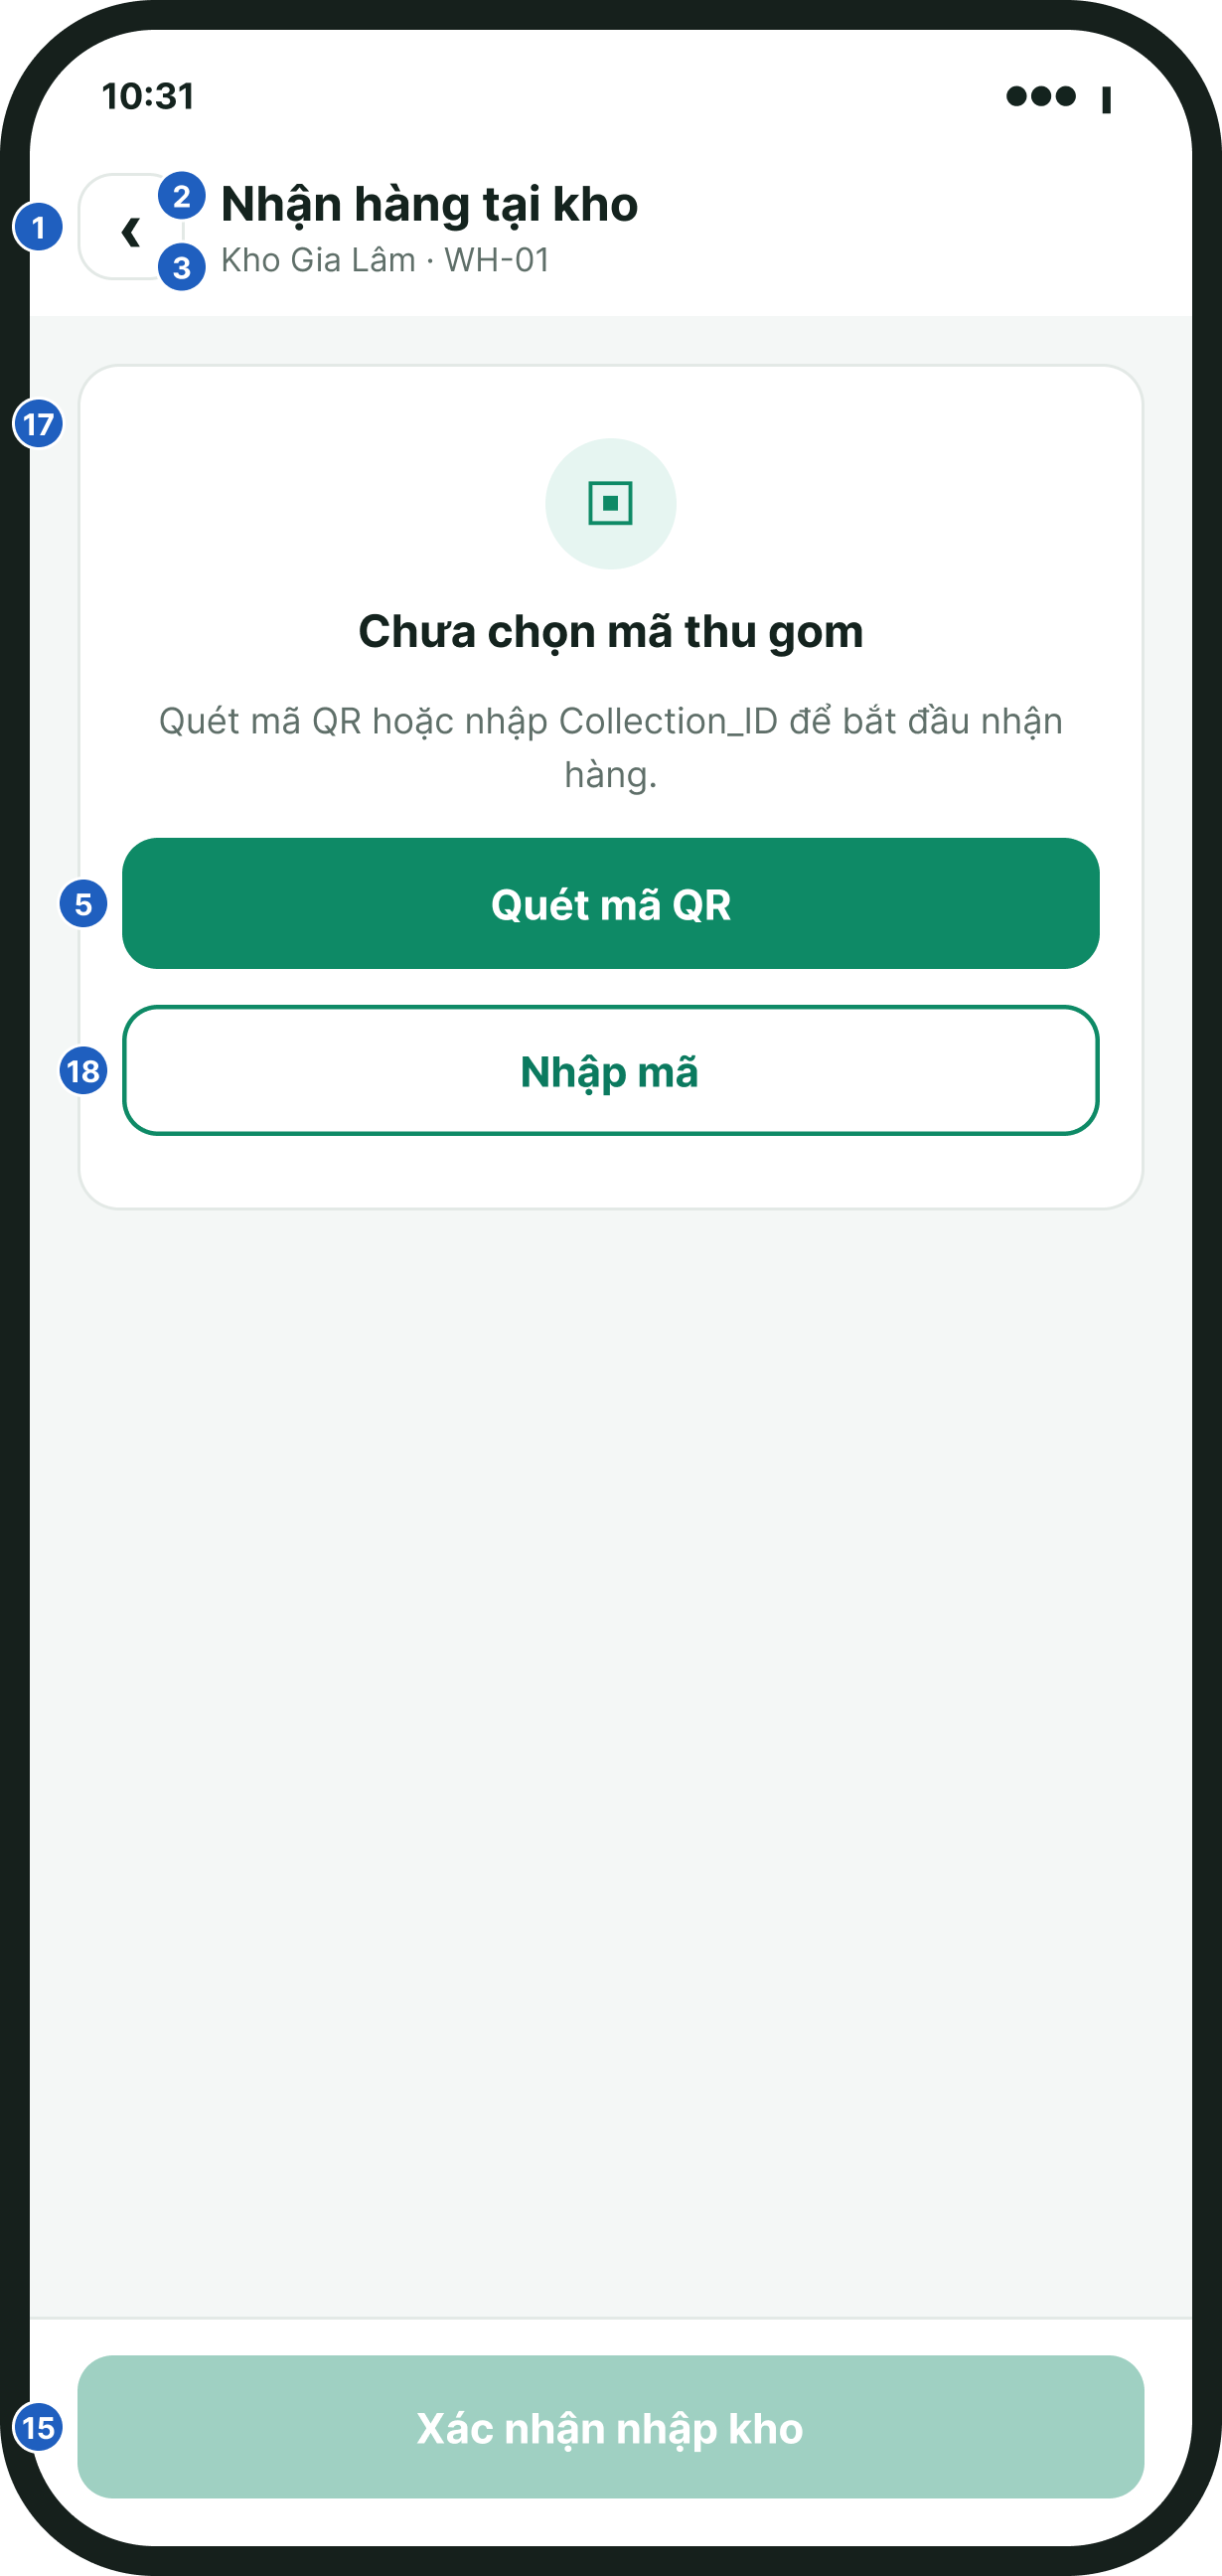 10:31
1
2
Nhận hàng tại kho
3
Kho Gia Lâm · WH-01
17
Chưa chọn mã thu gom
Quét mã QR hoặc nhập Collection_ID để bắt đầu nhận
hàng.
5
Quét mã QR
18
Nhập mã
15
Xác nhận nhập kho